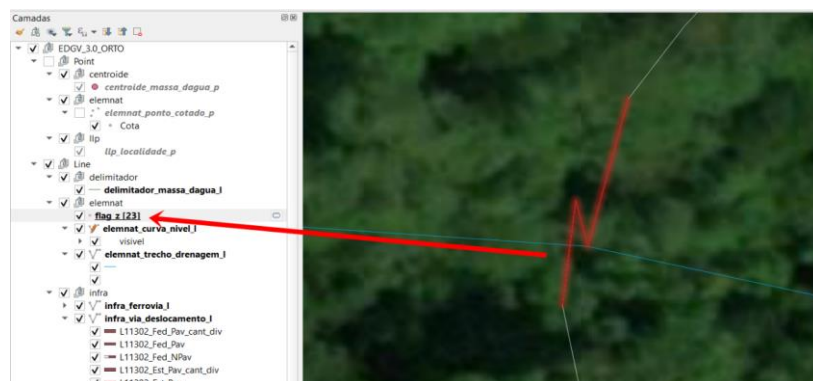 Camadas
EDGV_3.0_ORTO
Point
centroide
centroide_massa_dagua_p
elemnat
elemnat_ponto_cotado_p
Cota
llp
llp_localidade_p
Line
delimitador
delimitador_massa_dagua_l
elemnat
flag_z [23]
elemnat_curva_nivel_l
visivel
elemnat_trecho_drenagem_l
infra
infra_ferrovia_l
infra_via_deslocamento_l
L11302_Fed_Pav_cant_div
L11302_Fed_Pav
L11302_Fed_NPav
L11302_Est_Pav_cant_div